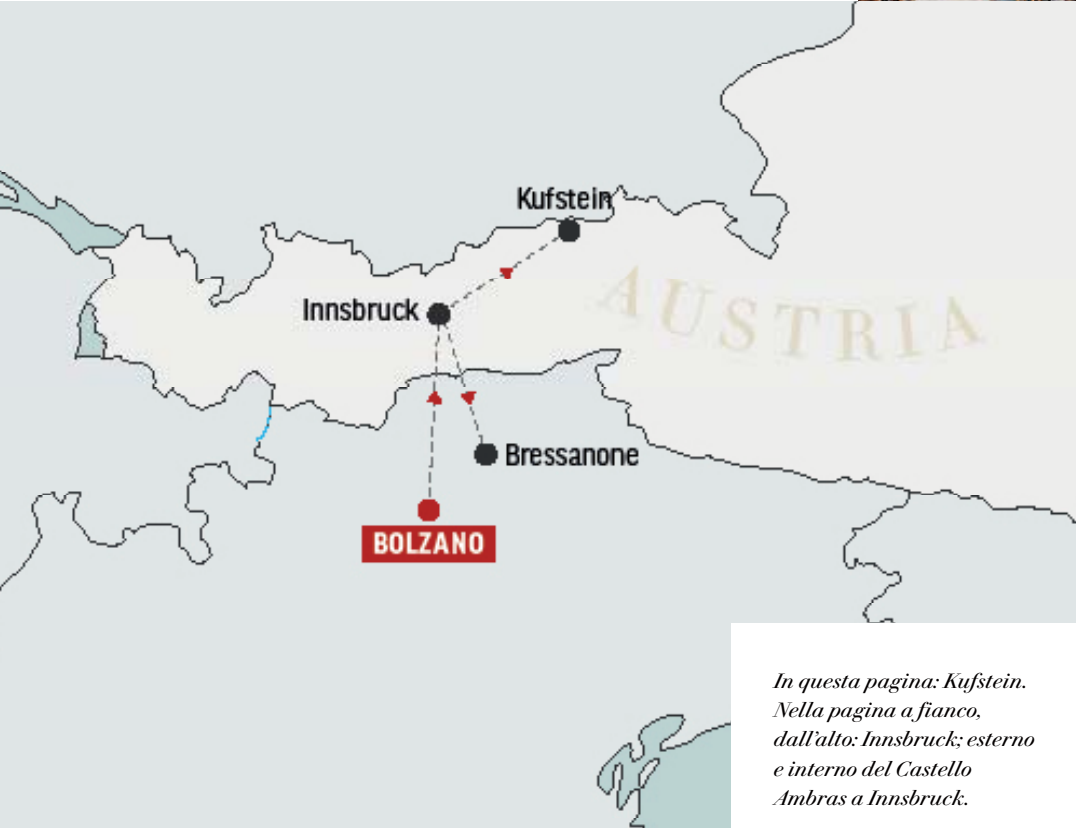 Kufstein
Innsbruck
AUSTRIA
Bressanone
BOLZANO
In questa pagina: Kufstein.
Nella pagina a fianco,
dall’alto: Innsbruck; esterno
e interno del Castello
Ambras a Innsbruck.